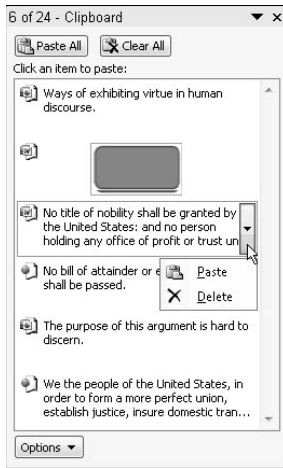 6 of 24 - Clipboard
Paste All Clear All
Click an item to paste:
Ways of exhibiting virtue in human
discourse.
No title of nobility shall be granted by
the United States: and no person
holding any office of profit or trust un
No bill of attainder or e
shall be passed.
Paste
Delete
The purpose of this argument is hard to
discern.
We the people of the United States, in
order to form a more perfect union,
establish justice, insure domestic tran...
Options